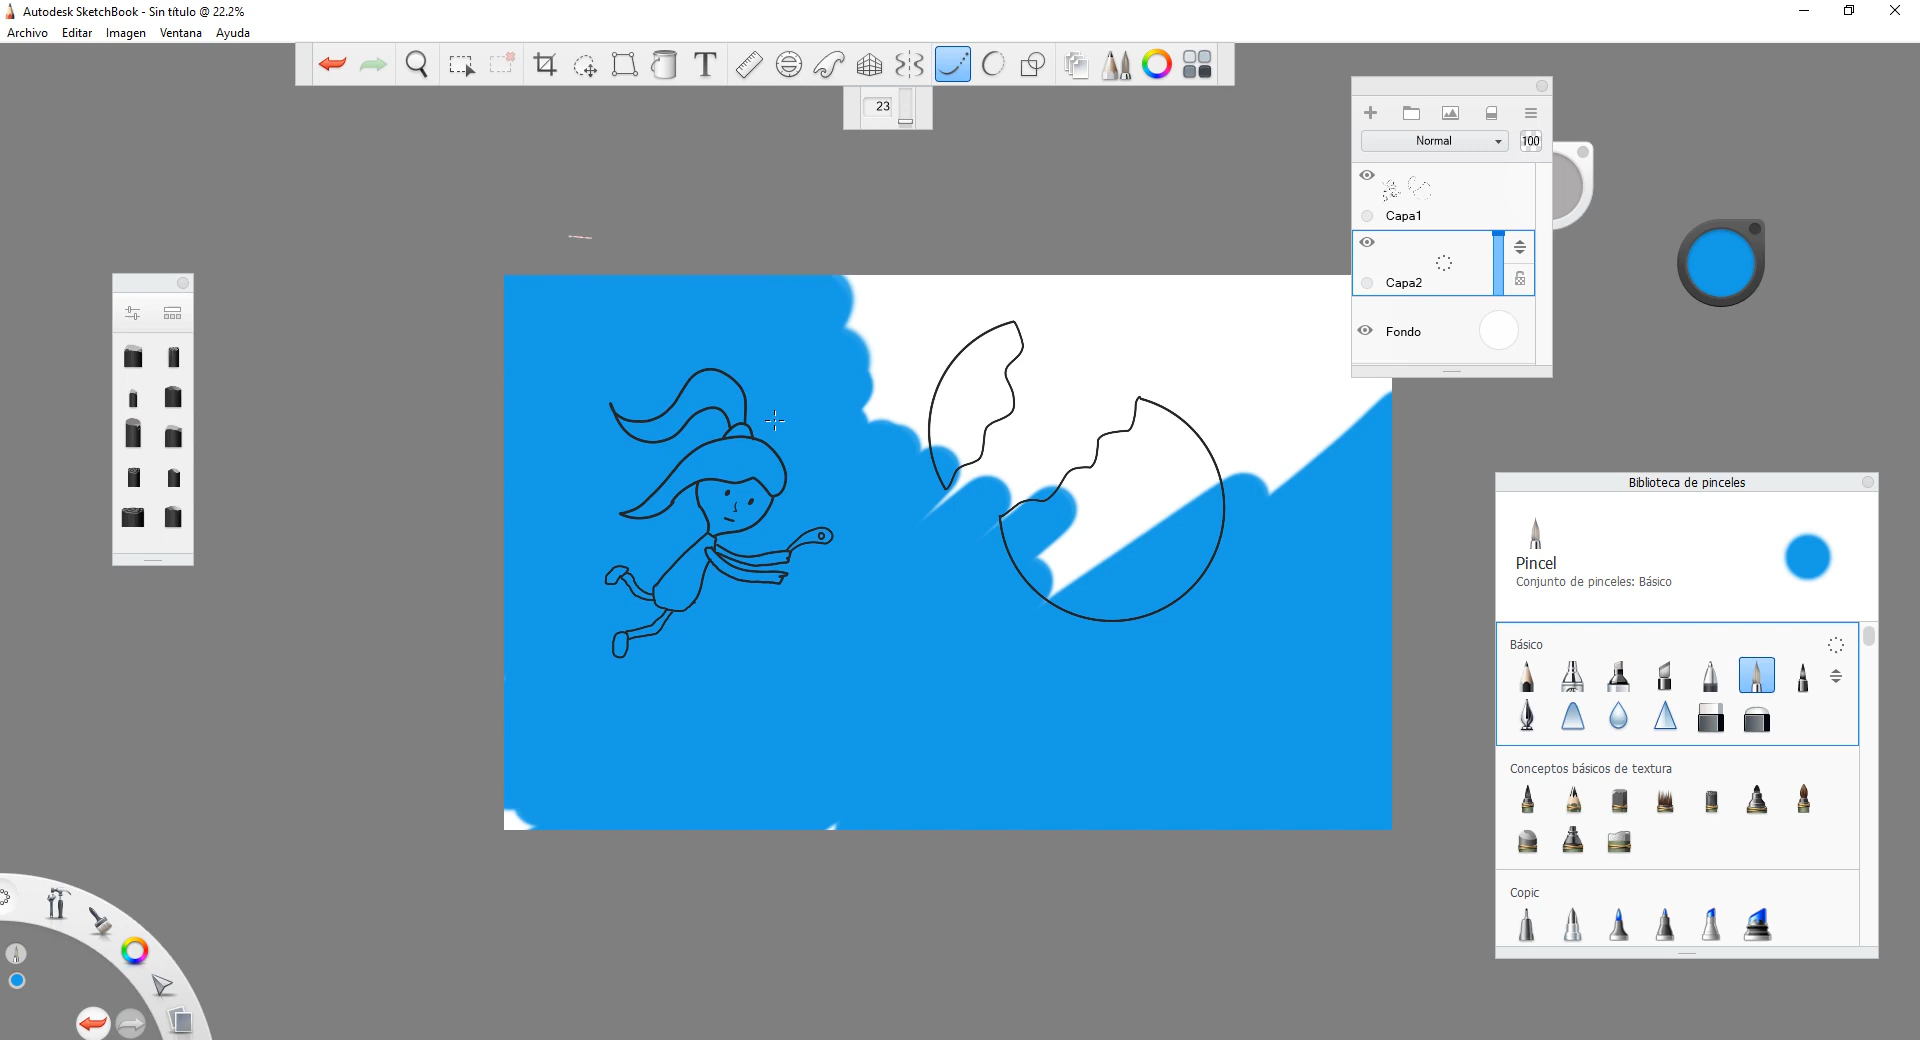 Autodesk SketchBook - Sin título @ 22.2%
Archivo Editar Imagen Ventana Ayuda
T
23
Normal 100
Capa1
Capa2
Fondo
Biblioteca de pinceles
Pincel
Conjunto de pinceles: Básico
Básico
Conceptos básicos de textura
Copic